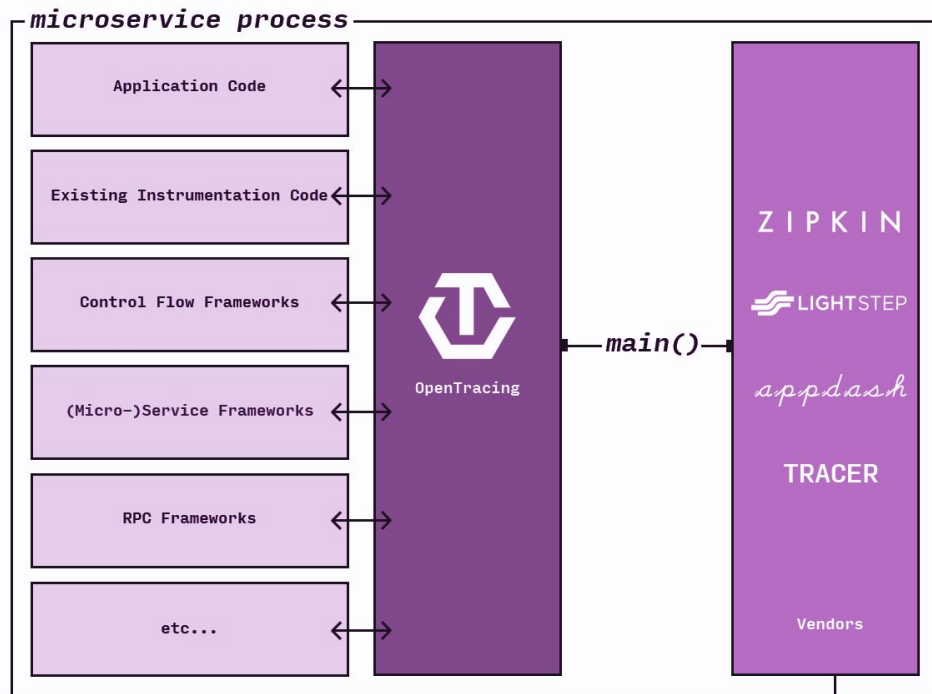 microservice process
Application Code
Existing Instrumentation Code
Control Flow Frameworks
(Micro-)Service Frameworks
RPC Frameworks
etc...
OpenTracing
main()
ZIPKIN
LIGHTSTEP
appdash
TRACER
Vendors